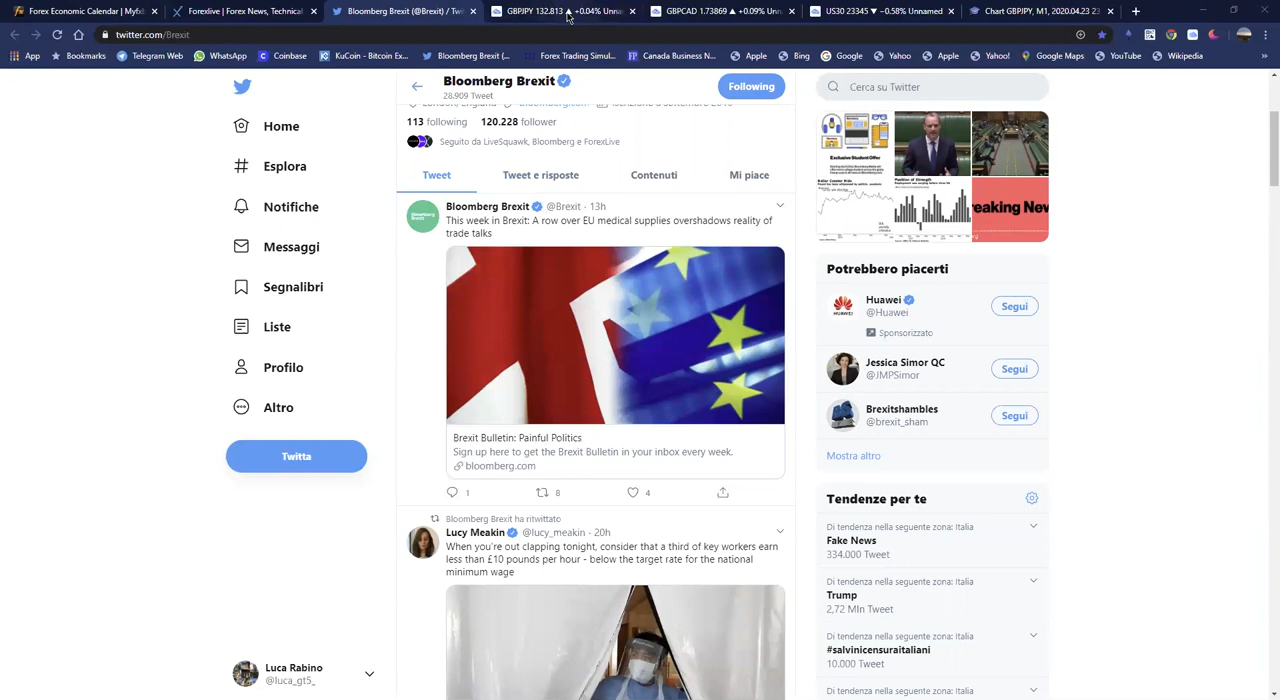 Forex Economic Calendar | Myfx
Forexlive | Forex News, Technical
Bloomberg Brexit (@Brexit) / Twi
GBPJPY 132.813 ▲ +0.04% Unna
GBPCAD 1.73869 ▲ +0.09% Unn
US30 23345 ▼ −0.58% Unnamed
Chart GBPJPY, M1, 2020.04.23 23
twitter.com/Brexit
App
Bookmarks
Telegram Web
WhatsApp
Coinbase
KuCoin - Bitcoin Ex...
Bloomberg Brexit (...
Forex Trading Simul...
Canada Business N...
Apple
Bing
Google
Yahoo
Apple
Yahoo!
Google Maps
YouTube
Wikipedia
Home
Esplora
Notifiche
Messaggi
Segnalibri
Liste
Profilo
Altro
Twitta
Luca Rabino
@luca_gt5_
Bloomberg Brexit
28.909 Tweet
Following
113 following 120.228 follower
Seguito da LiveSquawk, Bloomberg e ForexLive
Tweet
Tweet e risposte
Contenuti
Mi piace
Bloomberg Brexit @Brexit · 13h
This week in Brexit: A row over EU medical supplies overshadows reality of
trade talks
Brexit Bulletin: Painful Politics
Sign up here to get the Brexit Bulletin in your inbox every week.
bloomberg.com
1
8
4
Bloomberg Brexit ha ritwittato
Lucy Meakin @lucy_meakin · 20h
When you're out clapping tonight, consider that a third of key workers earn
less than £10 pounds per hour - below the target rate for the national
minimum wage
Cerca su Twitter
Exclusive Student Offer
Position of Strength
reaking New
Potrebbero piacerti
Huawei
@Huawei
Segui
Sponsorizzato
Jessica Simor QC
@JMPSimor
Segui
Brexitshambles
@brexit_sham
Segui
Mostra altro
Tendenze per te
Di tendenza nella seguente zona: Italia
Fake News
334.000 Tweet
Di tendenza nella seguente zona: Italia
Trump
2,72 Mln Tweet
Di tendenza nella seguente zona: Italia
#salvinicensuraitaliani
10.000 Tweet
Di tendenza nella seguente zona: Italia